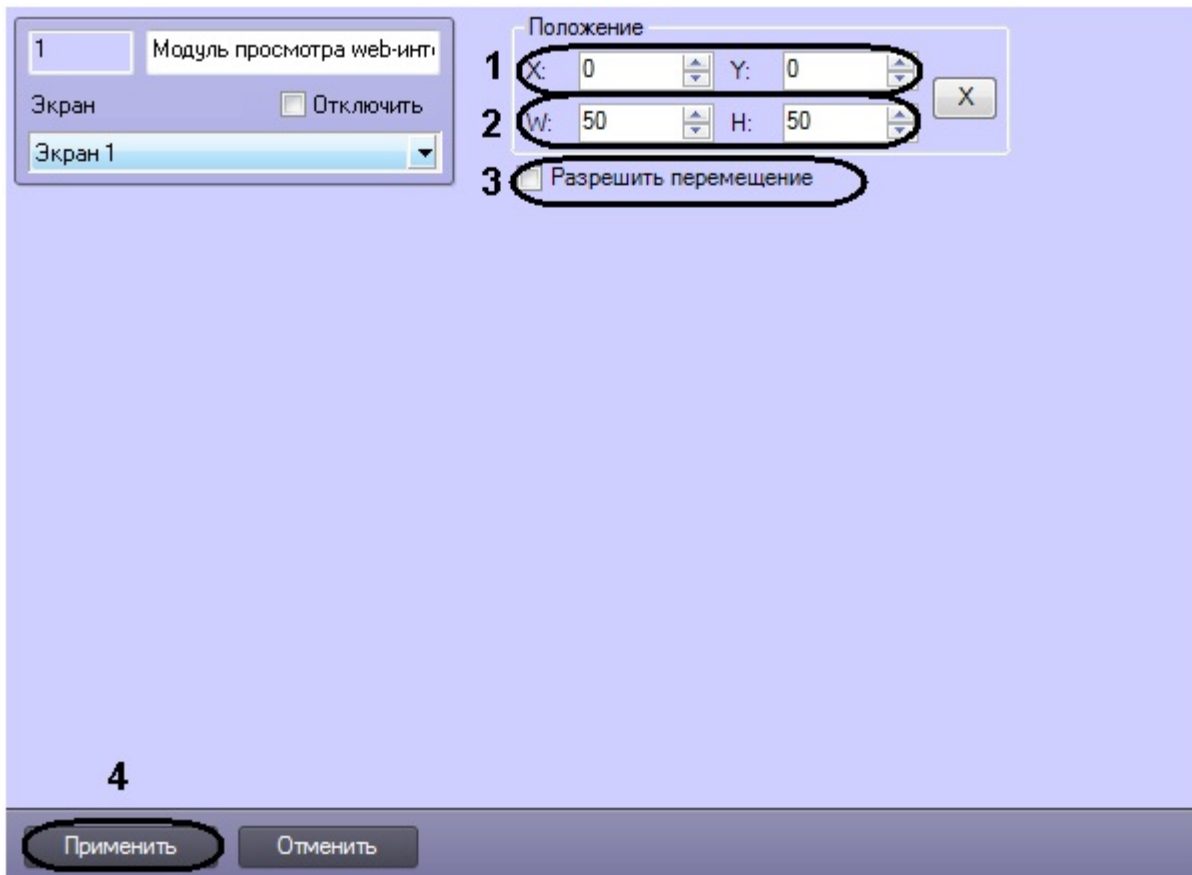 1 Модуль просмотра web-инт
Экран Отключить
Экран 1
Положение
1 X: 0 Y: 0
2 W: 50 H: 50 X
3 Разрешить перемещение
4
Применить Отменить